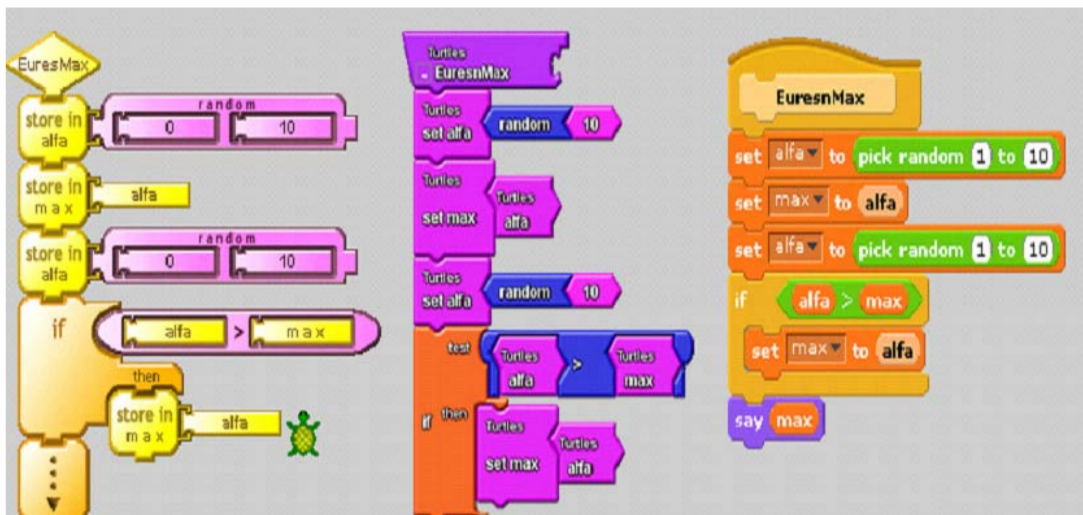 EuresMax
store in
alfa
random
0 10
store in
max
alfa
store in
alfa
random
0 10
if
alfa > max
then
store in
max
alfa
Turtles
EuresnMax
Turtles
set alfa
random 10
Turtles
set max
Turtles
alfa
Turtles
set alfa
random 10
test
Turtles
alfa
>
Turtles
max
if then
Turtles
set max
Turtles
alfa
EuresnMax
set alfa to pick random 1 to 10
set max to alfa
set alfa to pick random 1 to 10
if alfa > max
set max to alfa
say max